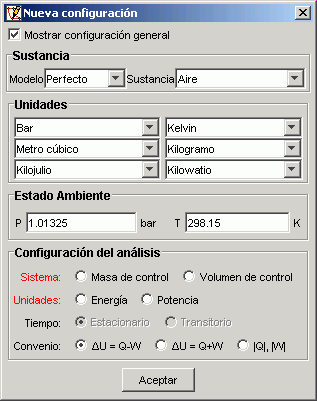 Nueva configuración
Mostrar configuración general
Sustancia
Modelo Perfecto Sustancia Aire
Unidades
Bar Kelvin
Metro cúbico Kilogramo
Kilojulio Kilowatio
Estado Ambiente
P 1.01325 bar T 298.15 K
Configuración del análisis
Sistema: Masa de control Volumen de control
Unidades: Energía Potencia
Tiempo: Estacionario Transitorio
Convenio: ΔU = Q-W ΔU = Q+W |Q|, |W|
Aceptar